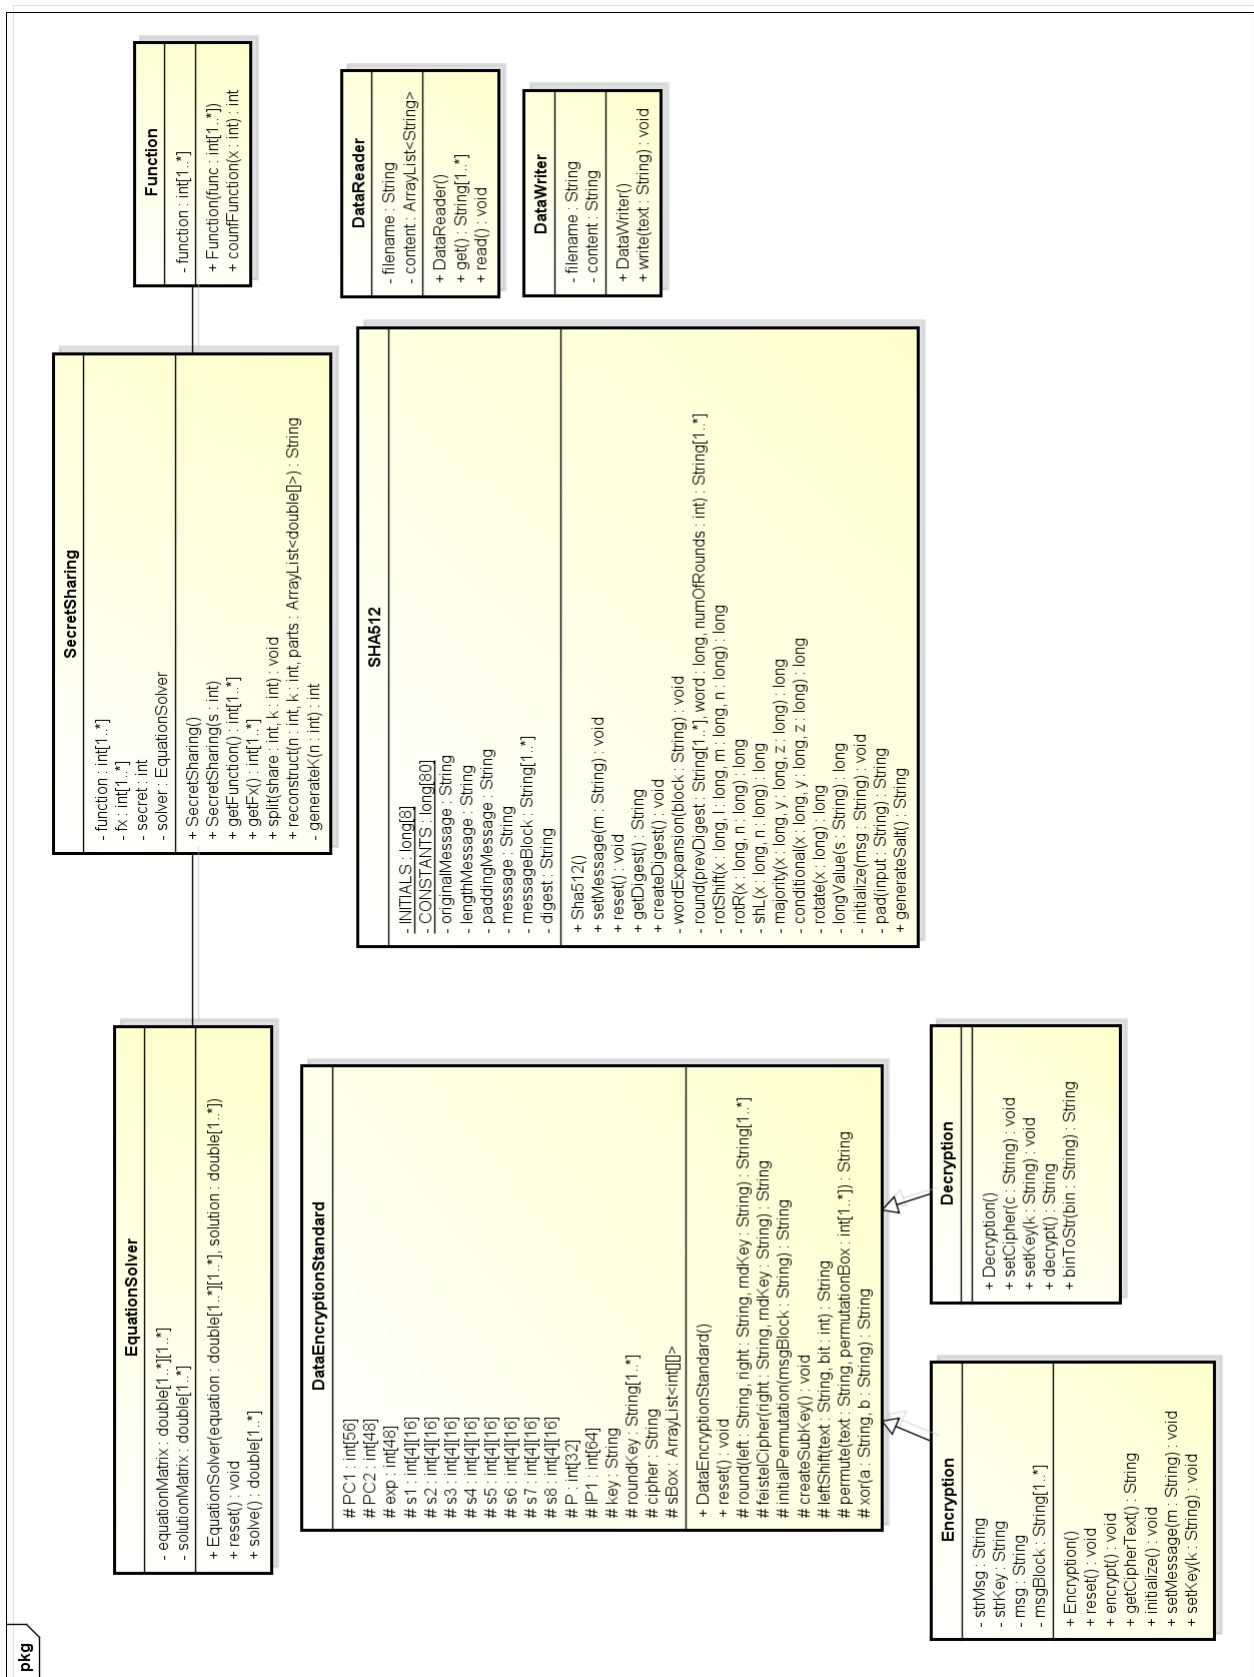 pkg
EquationSolver
- equationMatrix : double[1..*][1..*]
- solutionMatrix : double[1..*]
+ EquationSolver(equation : double[1..*][1..*], solution : double[1..*])
+ reset() : void
+ solve() : double[1..*]
SecretSharing
- function : int[1..*]
- fx : int[1..*]
- secret : int
- solver : EquationSolver
+ SecretSharing()
+ SecretSharing(s : int)
+ getFunction() : int[1..*]
+ getFx() : int[1..*]
+ split(share : int, k : int) : void
+ reconstruct(n : int, k : int, parts : ArrayList<double[]>) : String
- generateK(n : int) : int
Function
- function : int[1..*]
+ Function(func : int[1..*])
+ counfFunction(x : int) : int
DataEncryptionStandard
# PC1 : int[56]
# PC2 : int[48]
# exp : int[48]
# s1 : int[4][16]
# s2 : int[4][16]
# s3 : int[4][16]
# s4 : int[4][16]
# s5 : int[4][16]
# s6 : int[4][16]
# s7 : int[4][16]
# s8 : int[4][16]
# P : int[32]
# IP1 : int[64]
# key : String
# roundKey : String[1..*]
# cipher : String
# sBox : ArrayList<int[][]>
+ DataEncryptionStandard()
+ reset() : void
# round(left : String, right : String, rndKey : String) : String[1..*]
# feistelCipher(right : String, rndKey : String) : String
# initialPermutation(msgBlock : String) : String
# createSubKey() : void
# leftShift(text : String, bit : int) : String
# permute(text : String, permutationBox : int[1..*]) : String
# xor(a : String, b : String) : String
SHA512
- INITIALS : long[8]
- CONSTANTS : long[80]
- originalMessage : String
- lengthMessage : String
- paddingMessage : String
- message : String
- messageBlock : String[1..*]
- digest : String
+ Sha512()
+ setMessage(m : String) : void
+ reset() : void
+ getDigest() : String
+ createDigest() : void
- wordExpansion(block : String) : void
- round(prevDigest : String[1..*], word : long, numOfRounds : int) : String[1..*]
- rotShift(x : long, l : long, m : long, n : long) : long
- rotR(x : long, n : long) : long
- shL(x : long, n : long) : long
- majority(x : long, y : long, z : long) : long
- conditional(x : long, y : long, z : long) : long
- rotate(x : long) : long
- longValue(s : String) : long
- initialize(msg : String) : void
- pad(input : String) : String
+ generateSalt() : String
DataReader
- filename : String
- content : ArrayList<String>
+ DataReader()
+ get() : String[1..*]
+ read() : void
DataWriter
- filename : String
- content : String
+ DataWriter()
+ write(text : String) : void
Encryption
- strMsg : String
- strKey : String
- msg : String
- msgBlock : String[1..*]
+ Encryption()
+ reset() : void
+ encrypt() : void
+ getCipherText() : String
+ initialize() : void
+ setMessage(m : String) : void
+ setKey(k : String) : void
Decryption
+ Decryption()
+ setCipher(c : String) : void
+ setKey(k : String) : void
+ decrypt() : String
+ binToStr(bin : String) : String